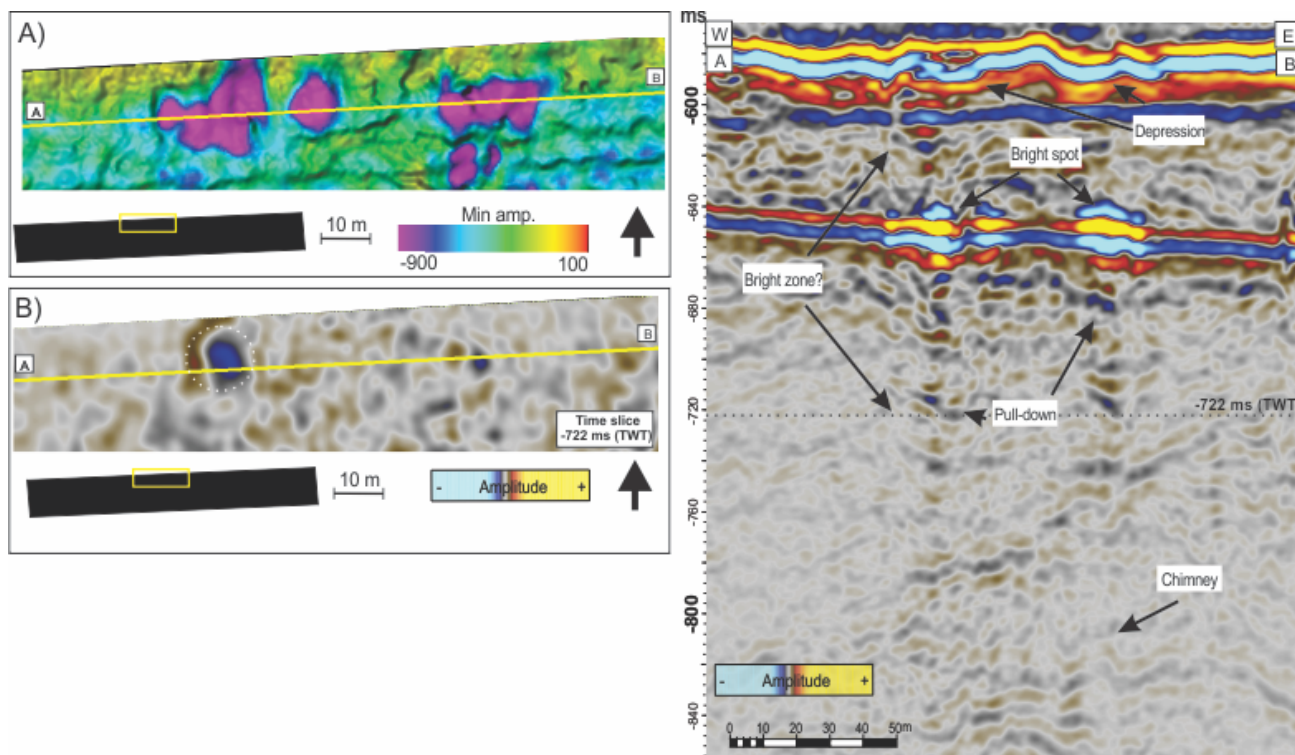 A)
A
B
Min amp.
10 m
-900
100
B)
A
B
Time slice
-722 ms (TWT)
10 m
- Amplitude +
ms
W
E
A
B
-600
Depression
Bright spot
-640
Bright zone?
-680
-720
-722 ms (TWT)
Pull-down
-760
Chimney
-800
- Amplitude +
-840
0 10 20 30 40 50m